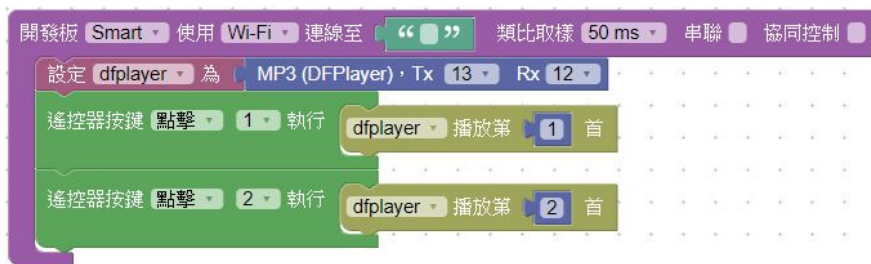 開發板 Smart 使用 Wi-Fi 連線至 “ ” 類比取樣 50 ms 串聯 協同控制
設定 dfplayer 為 MP3 (DFPlayer),Tx 13 Rx 12
遙控器按鍵 點擊 1 執行 dfplayer 播放第 1 首
遙控器按鍵 點擊 2 執行 dfplayer 播放第 2 首